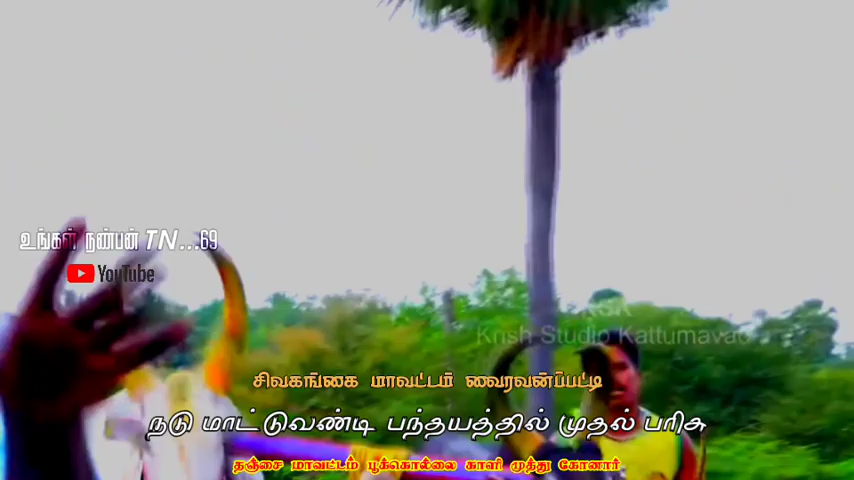 உங்கள் நண்பன் TN...69
YouTube
Krish Studio Kattumavadi
சிவகங்கை மாவட்டம் வைரவன்பட்டி
நடு மாட்டுவண்டி பந்தயத்தில் முதல் பரிசு
தஞ்சை மாவட்டம் பூக்கொல்லை காளி முத்து கோனார்